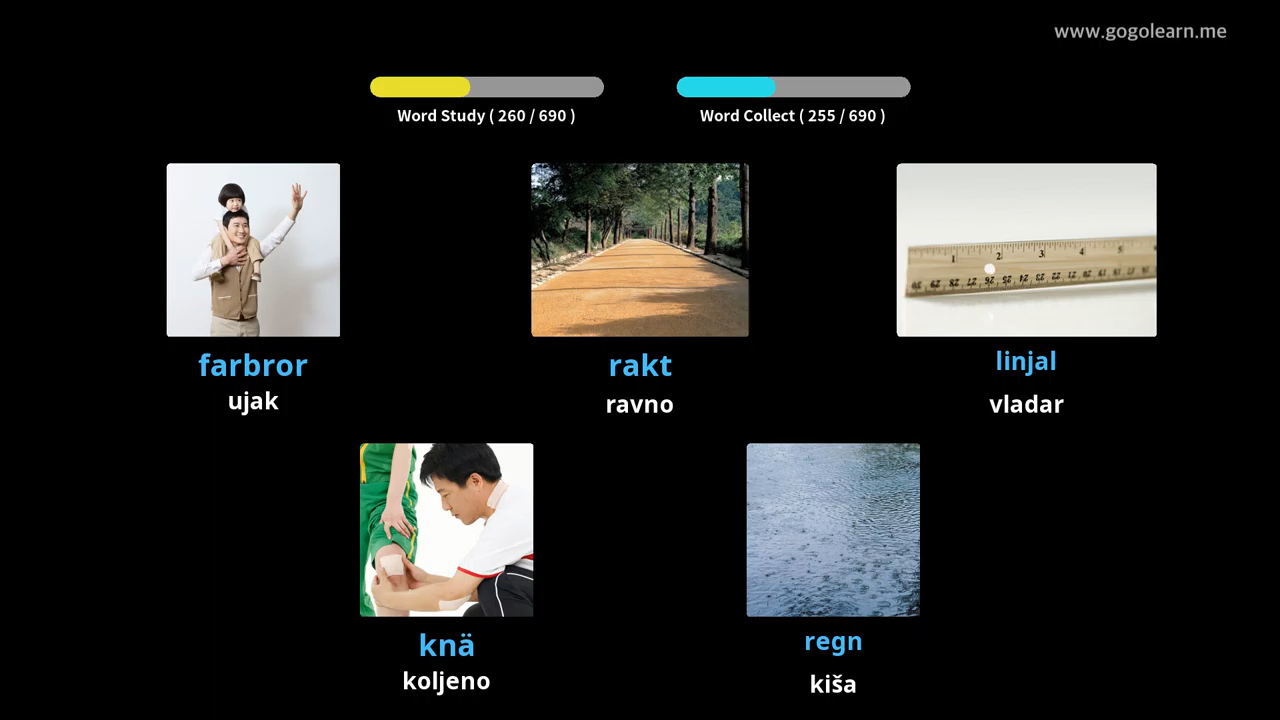 www.gogolearn.me
Word Study ( 260 / 690 )
Word Collect ( 255 / 690 )
farbror
ujak
rakt
ravno
linjal
vladar
knä
koljeno
regn
kiša